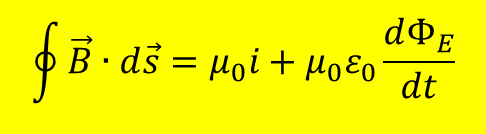 ∮ B⃗ · ds⃗ = μ₀i + μ₀ε₀ dΦ_E/dt